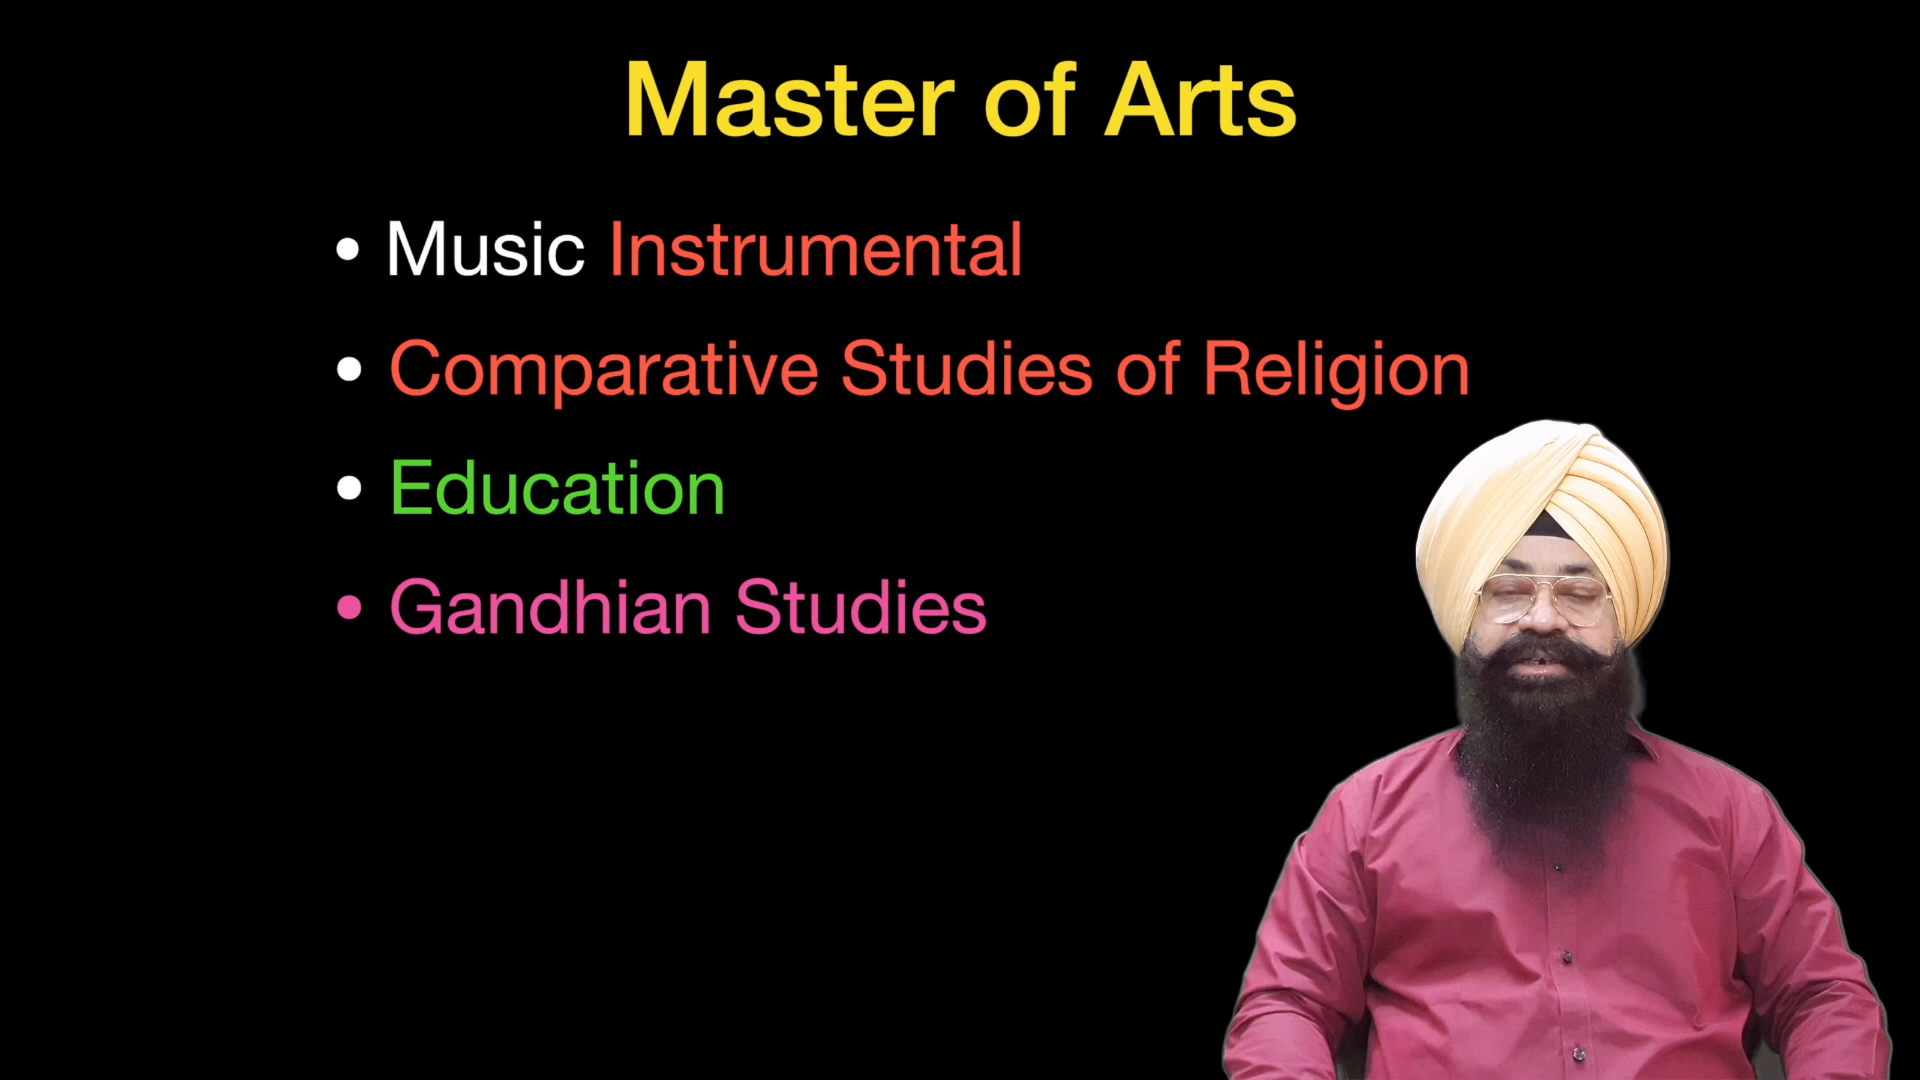 Master of Arts
• Music Instrumental
• Comparative Studies of Religion
• Education
• Gandhian Studies